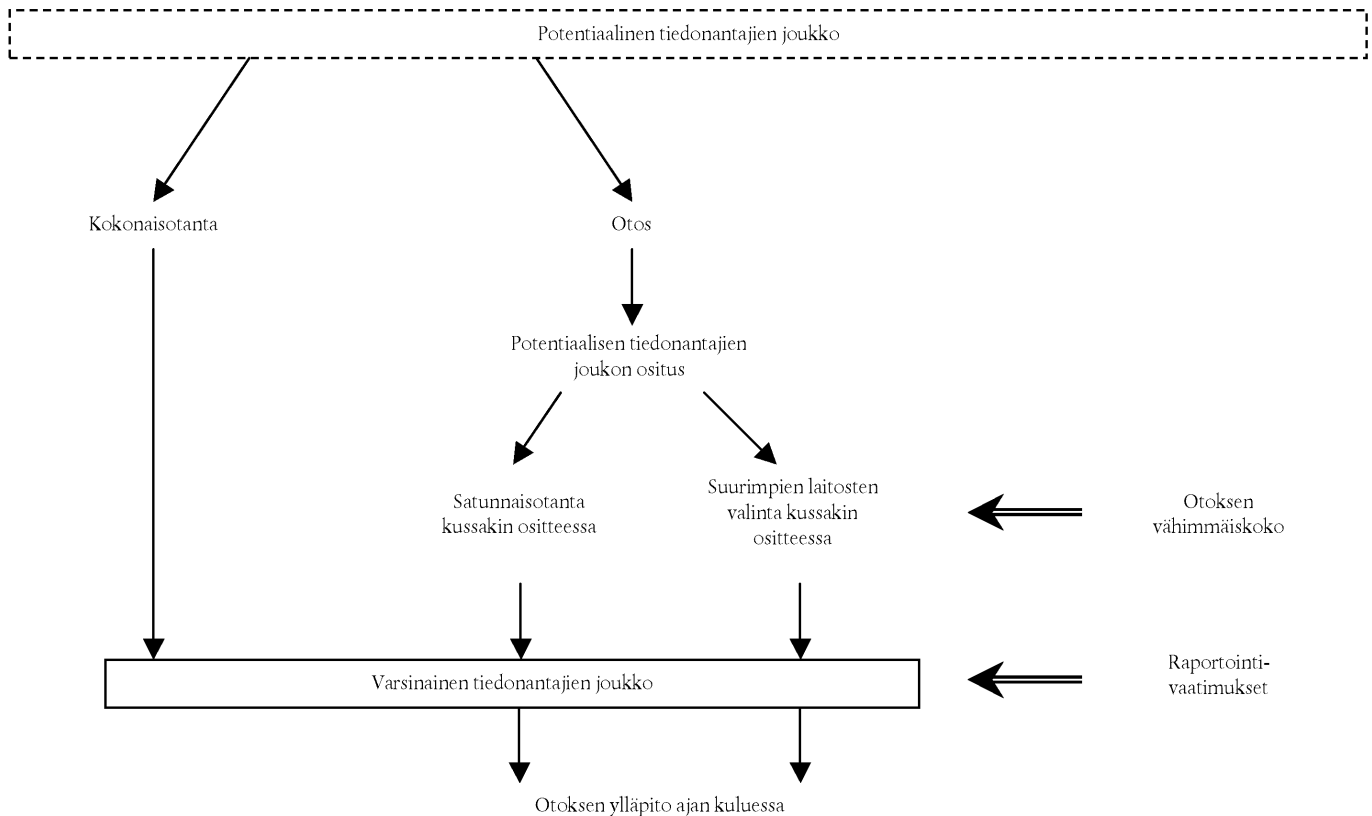 Potentiaalinen tiedonantajien joukko
Kokonaisotanta
Otos
Potentiaalisen tiedonantajien
joukon ositus
Satunnaisotanta
kussakin ositteessa
Suurimpien laitosten
valinta kussakin
ositteessa
Otoksen
vähimmäiskoko
Varsinainen tiedonantajien joukko
Raportointi-
vaatimukset
Otoksen ylläpito ajan kuluessa